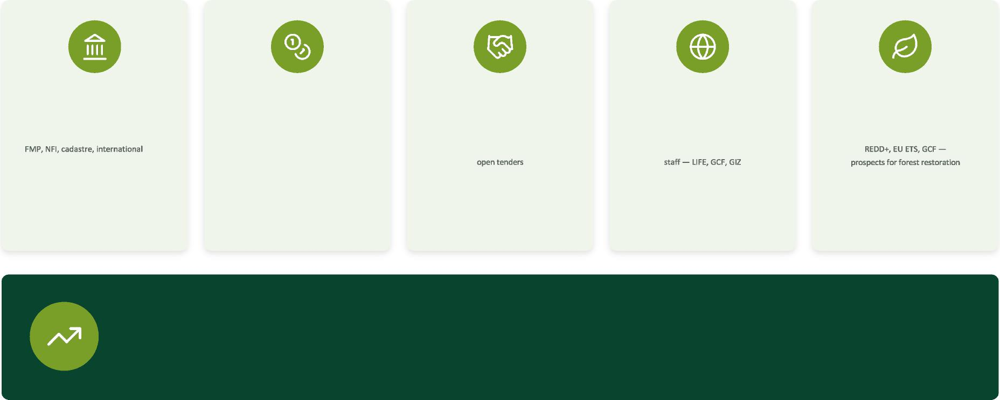 FMP, NFI, cadastre, international
open tenders
staff — LIFE, GCF, GIZ
REDD+, EU ETS, GCF —
prospects for forest restoration